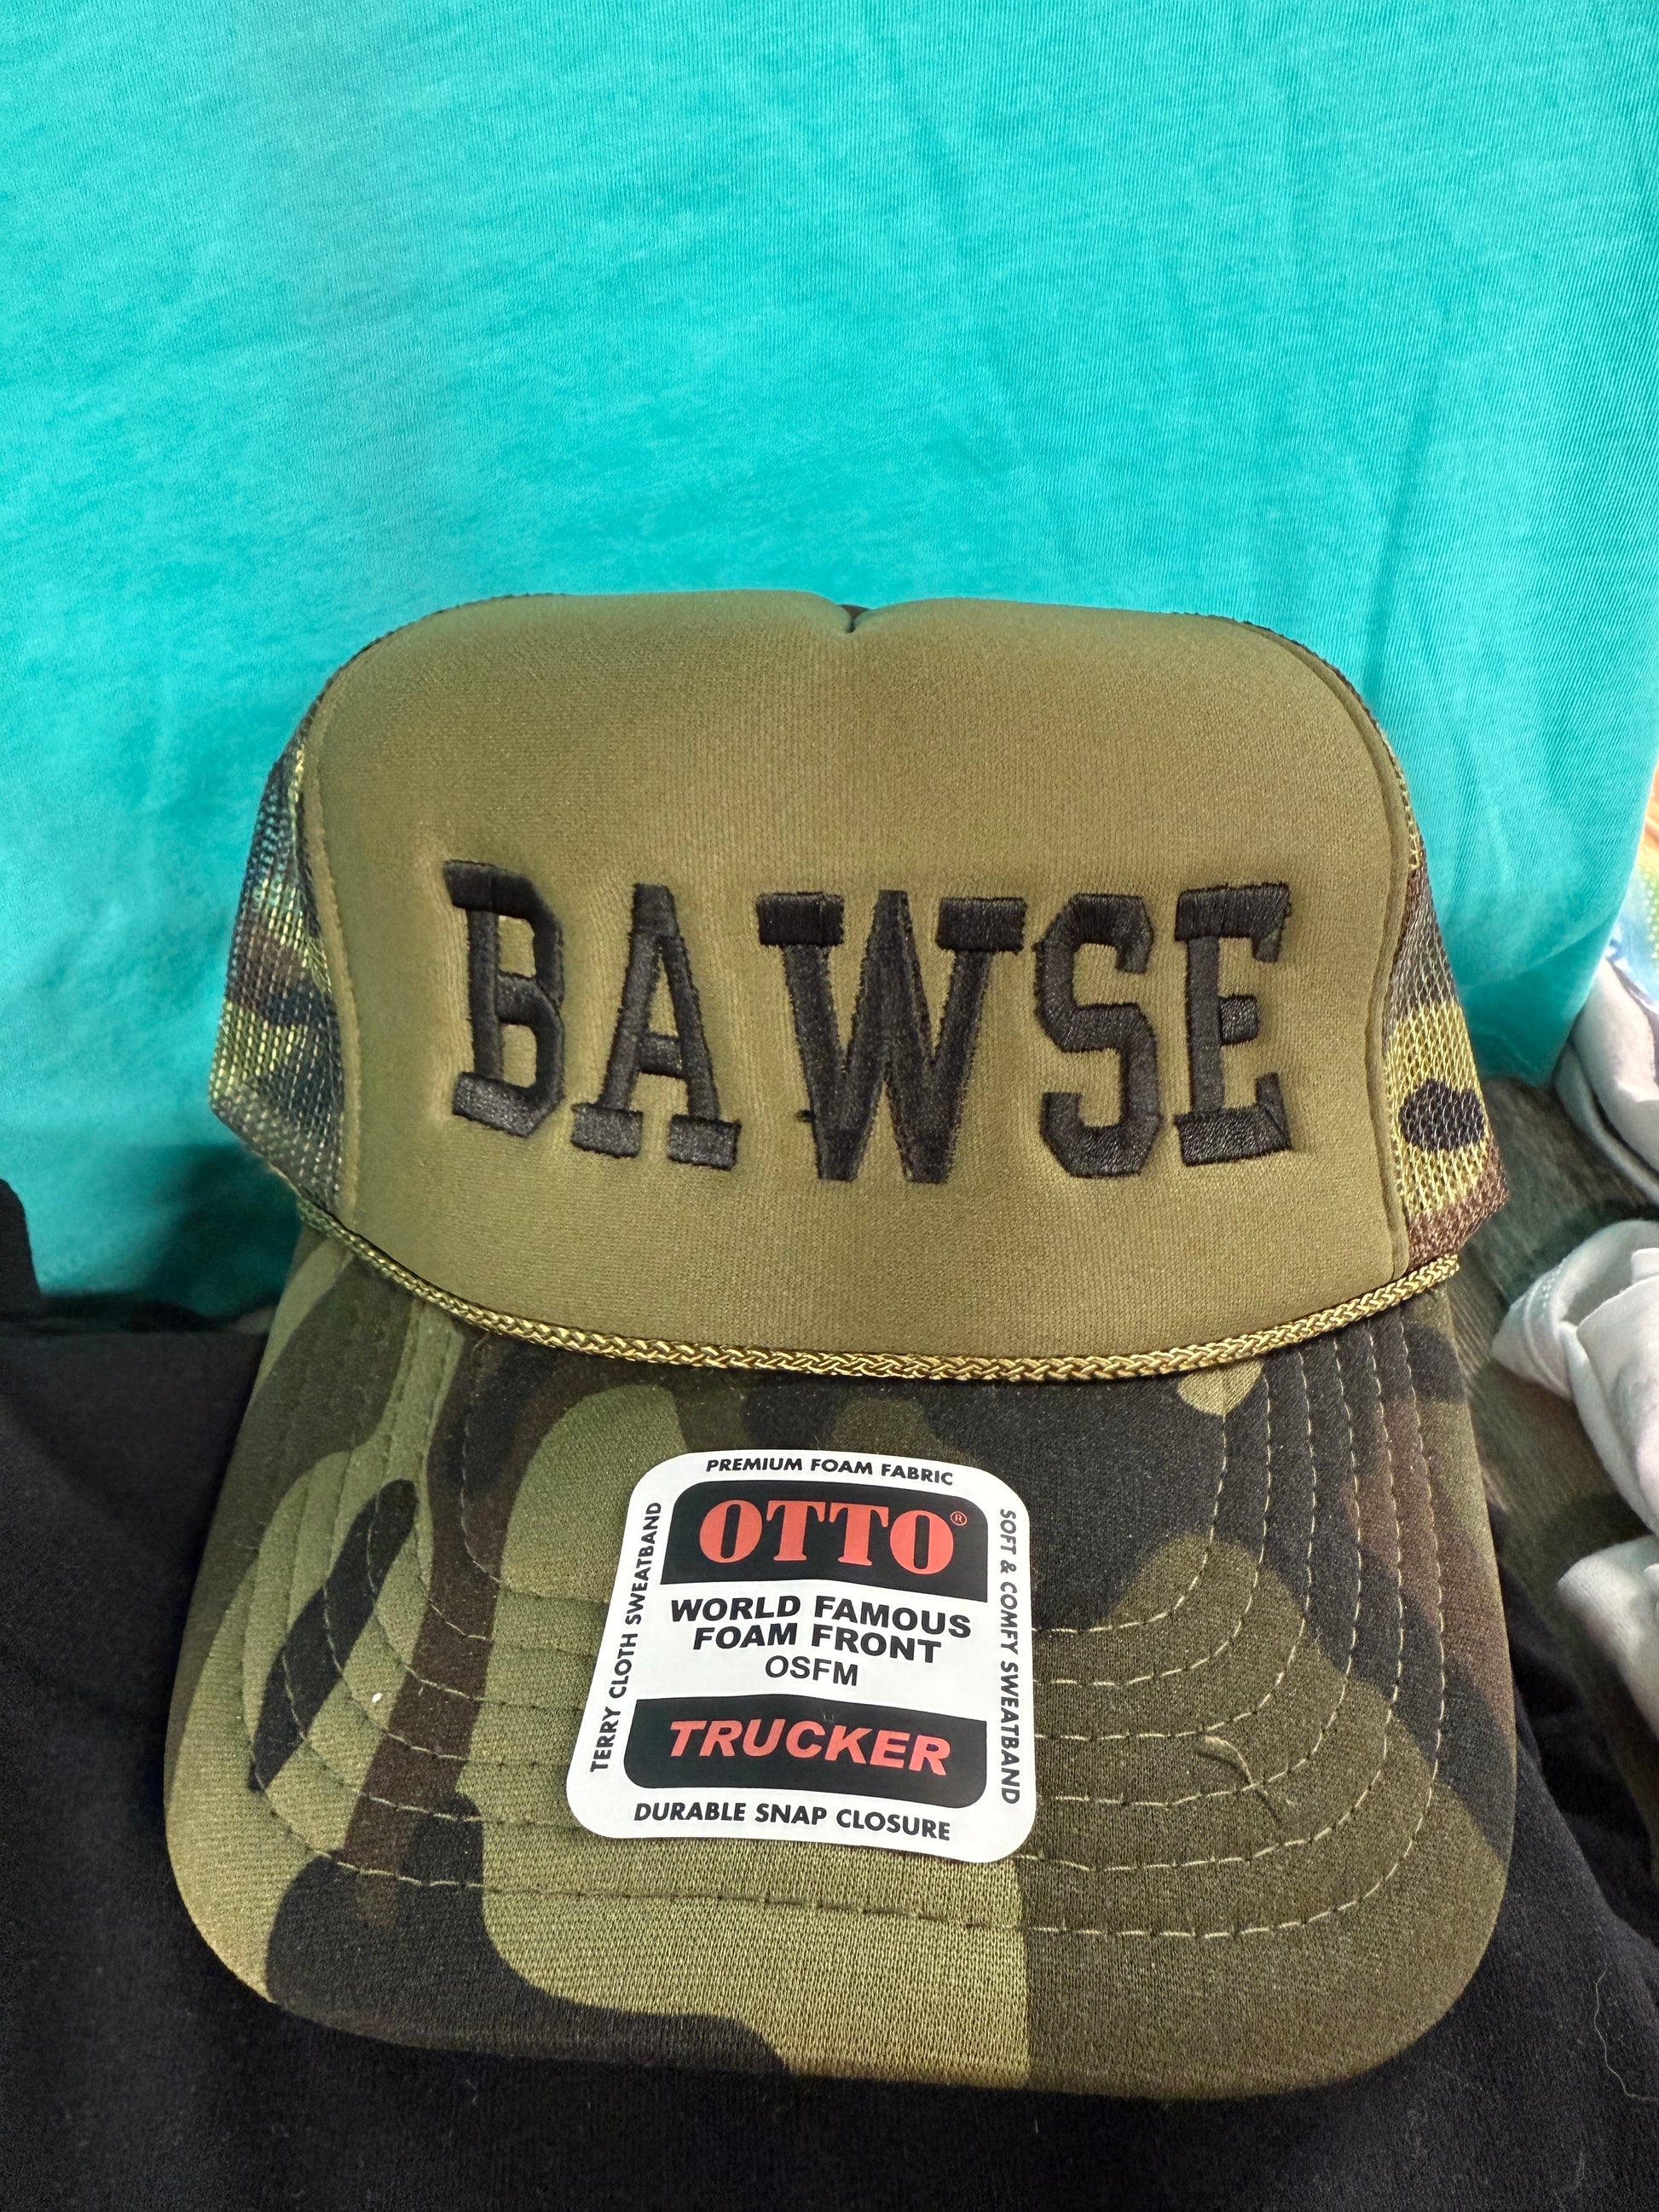 BAWSE
PREMIUM FOAM FABRIC
OTTO®
WORLD FAMOUS
FOAM FRONT
OSFM
TRUCKER
DURABLE SNAP CLOSURE
TERRY CLOTH SWEATBAND
SOFT & COMFY SWEATBAND